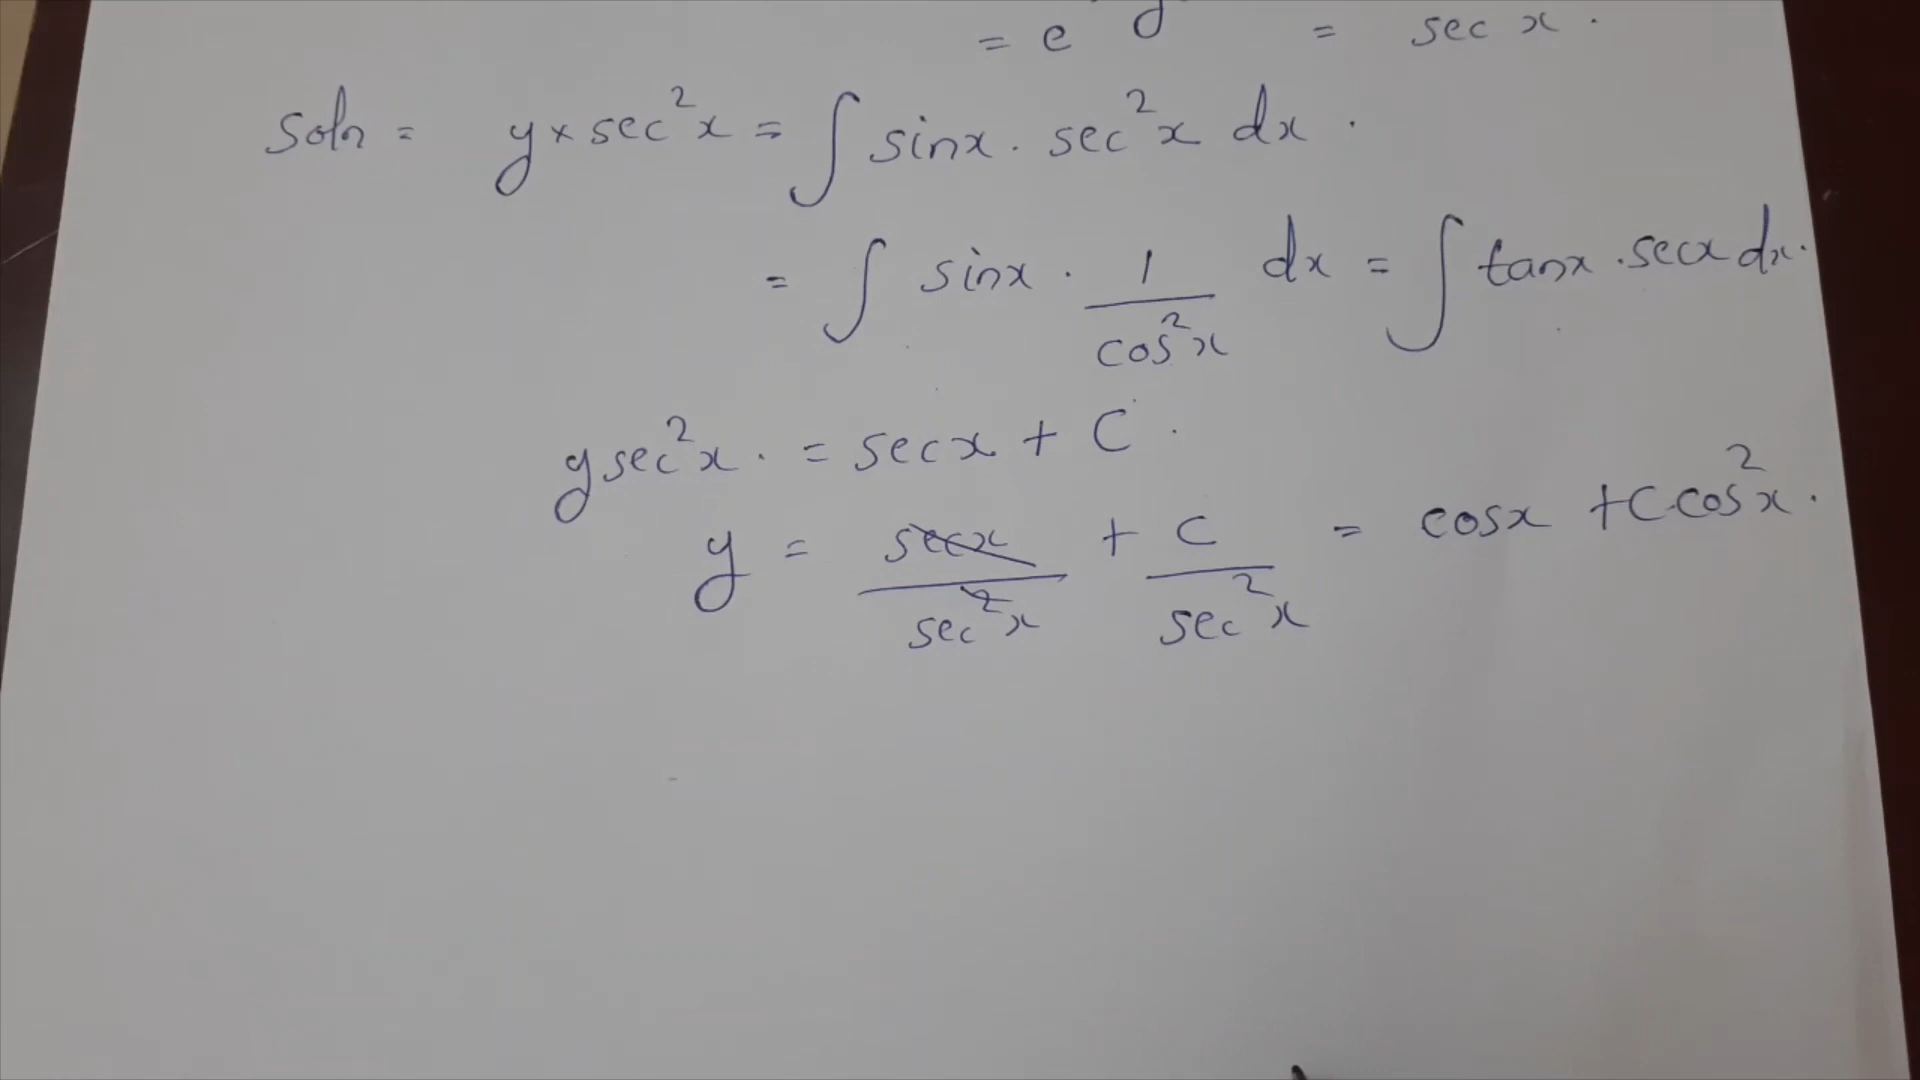 = e = sec x .
Soln = y × sec²x = ∫ sinx . sec²x dx .
= ∫ sinx . 1/cos²x dx = ∫ tanx . secx dx .
y sec²x . = secx + C .
y = secx/sec²x + C/sec²x = cosx + C.cos²x .